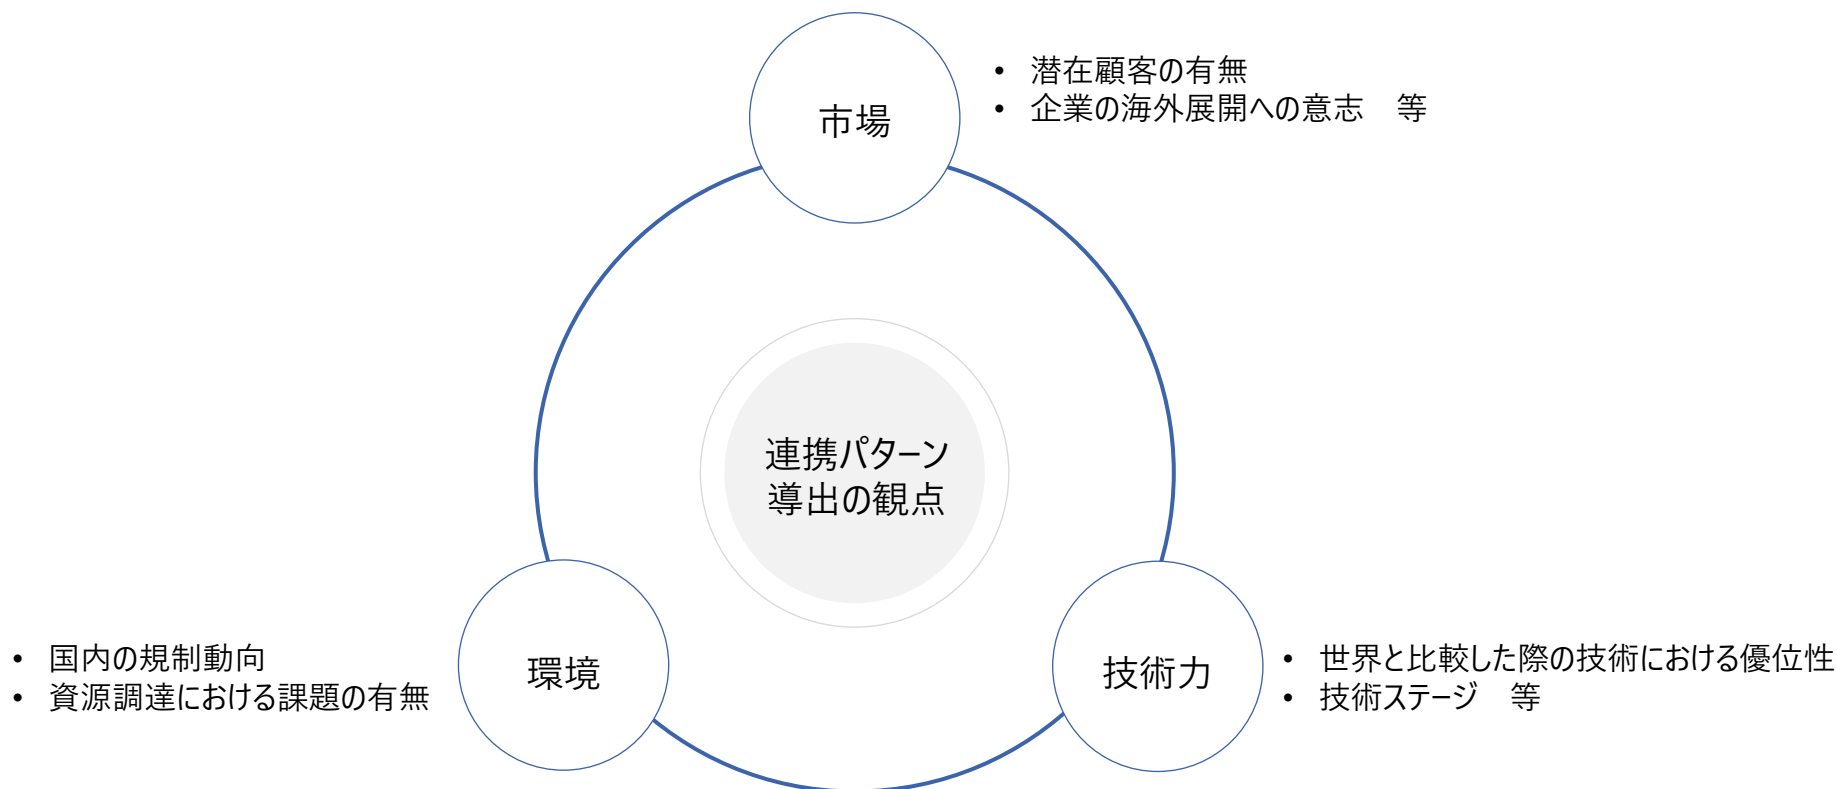 市場
• 潜在顧客の有無
• 企業の海外展開への意志　等
連携パターン
導出の観点
環境
• 国内の規制動向
• 資源調達における課題の有無
技術力
• 世界と比較した際の技術における優位性
• 技術ステージ　等